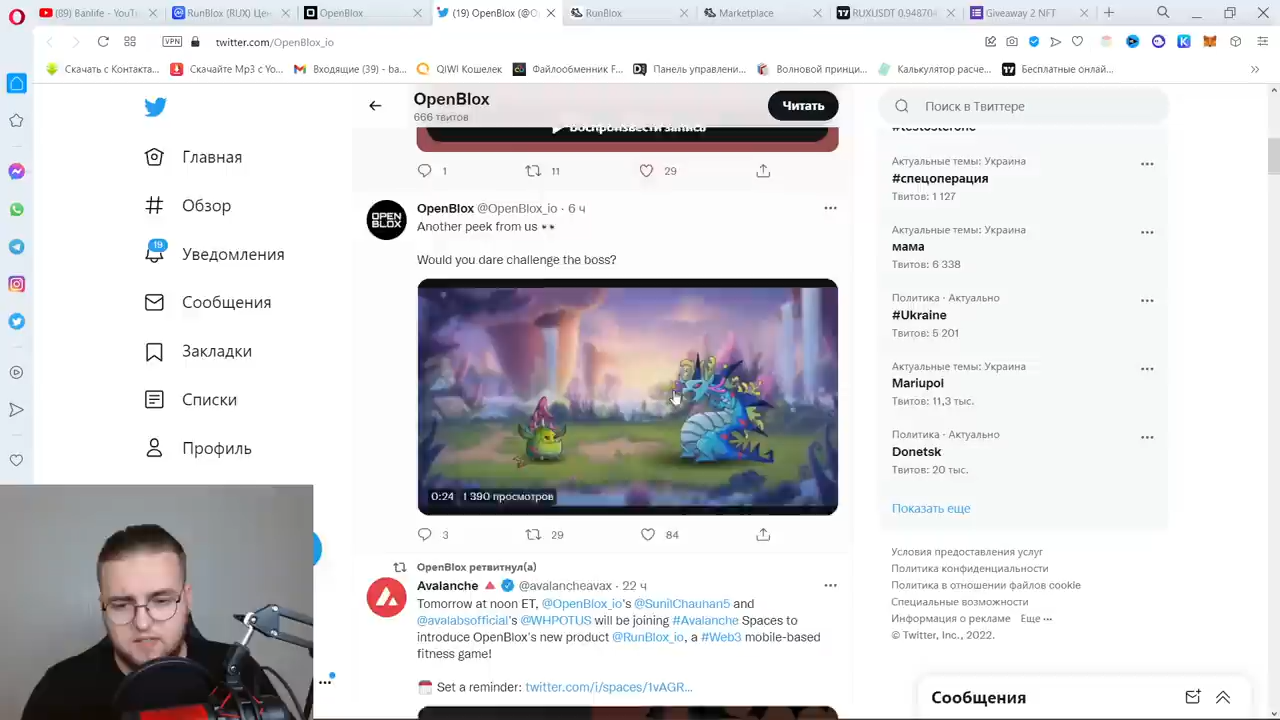 (89) Banlife - YouT
RunBlox (RUX) Це
OpenBlox
(19) OpenBlox (@O
RunBlox
Marketplace
RUXUSDT 0.94870
Giveaway 2 NFT
VPN
twitter.com/OpenBlox_io
Скачать с Контакта...
Скачайте Mp3 с Yo...
Входящие (39) - ba...
QIWI Кошелек
Файлообменник F...
Панель управлени...
Волновой принци...
Калькулятор расче...
Бесплатные онлай...
OpenBlox
666 твитов
Читать
Поиск в Твиттере
Главная
Обзор
19
Уведомления
Сообщения
Закладки
Списки
Профиль
Воспроизвести запись
1
11
29
OPEN
BLOX
OpenBlox @OpenBlox_io · 6 ч
Another peek from us 👀
Would you dare challenge the boss?
0:24 1 390 просмотров
3
29
84
OpenBlox ретвитнул(а)
Avalanche 🔺 @avalancheavax · 22 ч
Tomorrow at noon ET, @OpenBlox_io's @SunilChauhan5 and
@avalabsofficial's @WHPOTUS will be joining #Avalanche Spaces to
introduce OpenBlox's new product @RunBlox_io, a #Web3 mobile-based
fitness game!
🗓 Set a reminder: twitter.com/i/spaces/1vAGR...
#testosterone
Актуальные темы: Украина
#спецоперация
Твитов: 1 127
Актуальные темы: Украина
мама
Твитов: 6 338
Политика · Актуально
#Ukraine
Твитов: 5 201
Актуальные темы: Украина
Mariupol
Твитов: 11,3 тыс.
Политика · Актуально
Donetsk
Твитов: 20 тыс.
Показать еще
Условия предоставления услуг
Политика конфиденциальности
Политика в отношении файлов cookie
Специальные возможности
Информация о рекламе Еще ···
© Twitter, Inc., 2022.
Сообщения